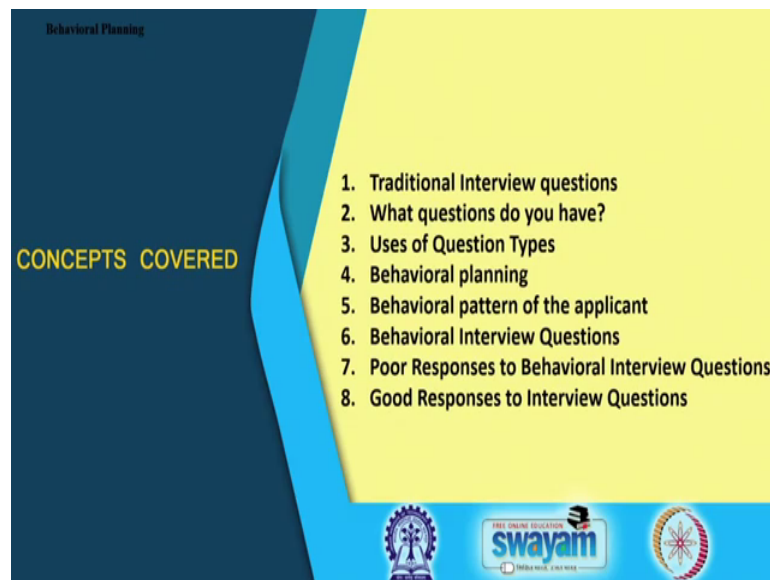 Behavioral Planning
CONCEPTS COVERED
1. Traditional Interview questions
2. What questions do you have?
3. Uses of Question Types
4. Behavioral planning
5. Behavioral pattern of the applicant
6. Behavioral Interview Questions
7. Poor Responses to Behavioral Interview Questions
8. Good Responses to Interview Questions
FREE ONLINE EDUCATION
swayam